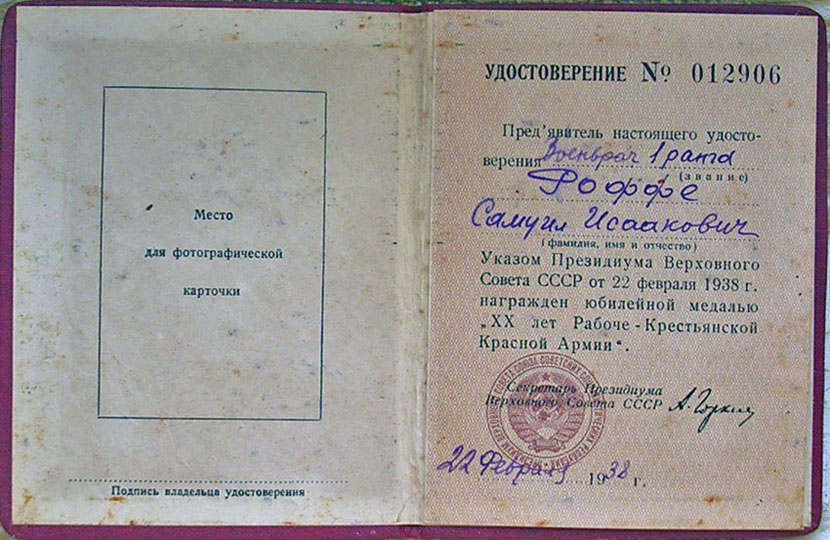 Место
для фотографической
карточки
Подпись владельца удостоверения
УДОСТОВЕРЕНИЕ № 012906
Пред'явитель настоящего удосто-
верения Военврач 1 ранга
(звание)
Роффе
Самуил Исаакович
(фамилия, имя и отчество)
Указом Президиума Верховного
Совета СССР от 22 февраля 1938 г.
награжден юбилейной медалью
„XX лет Рабоче-Крестьянской
Красной Армии".
Секретарь Президиума
Верховного Совета СССР А. Горкин
22 Февраля 1938 г.